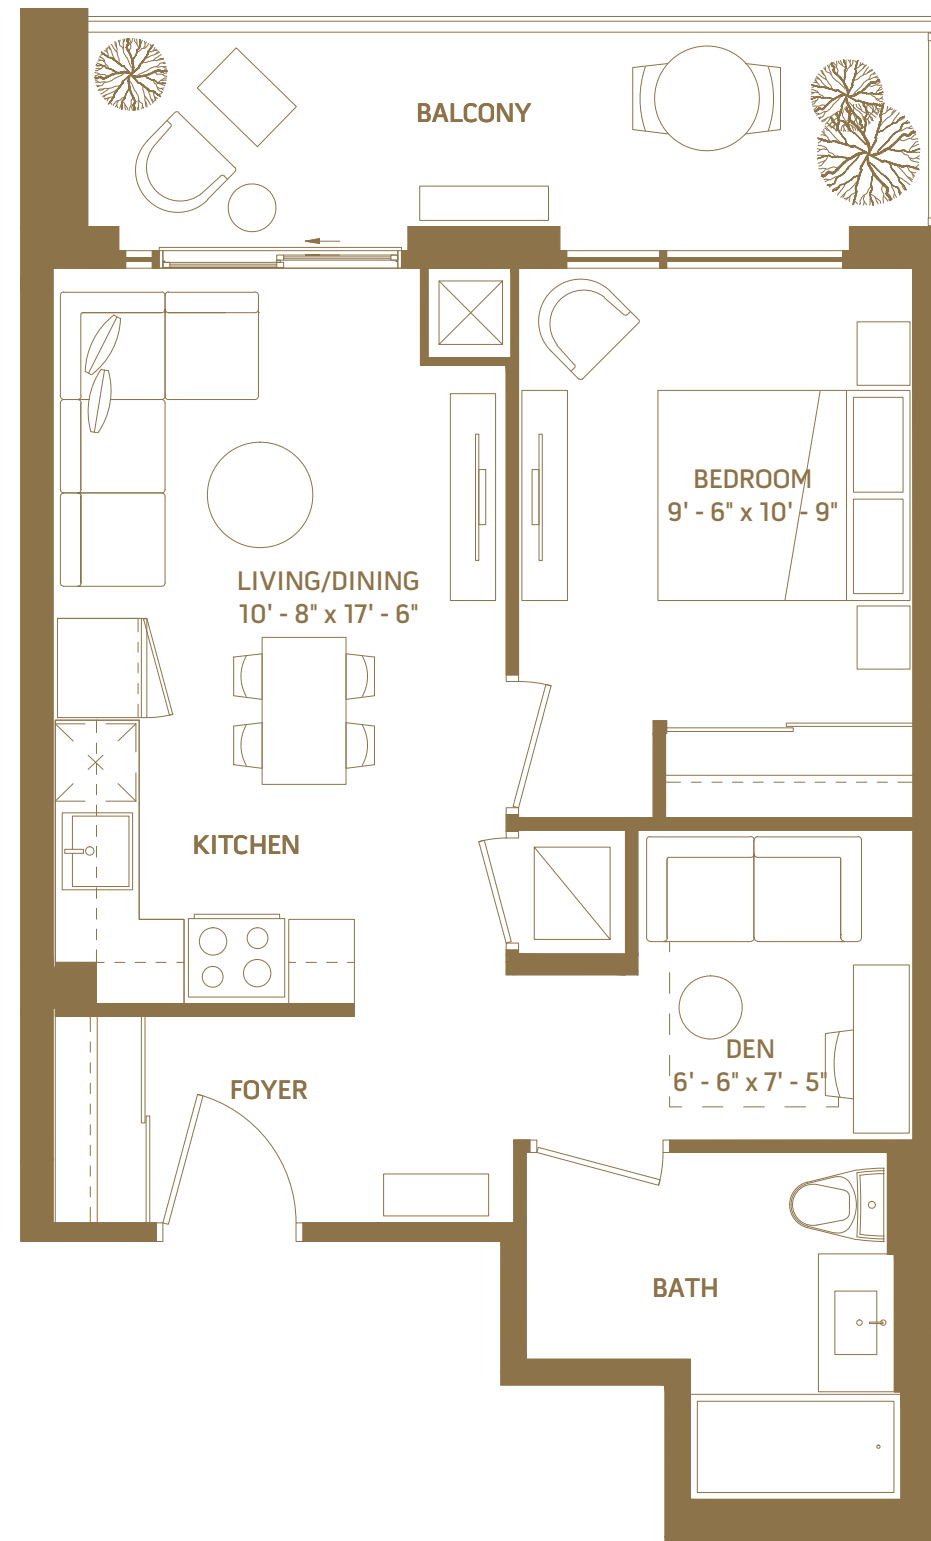 BALCONY
BEDROOM
9' - 6" x 10' - 9"
LIVING/DINING
10' - 8" x 17' - 6"
KITCHEN
DEN
6' - 6" x 7' - 5"
FOYER
BATH